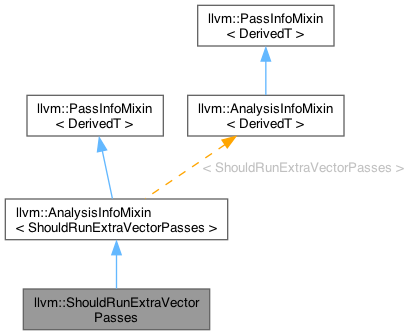 llvm::PassInfoMixin
< DerivedT >
llvm::PassInfoMixin
< DerivedT >
llvm::AnalysisInfoMixin
< DerivedT >
< ShouldRunExtraVectorPasses >
llvm::AnalysisInfoMixin
< ShouldRunExtraVectorPasses >
llvm::ShouldRunExtraVector
Passes